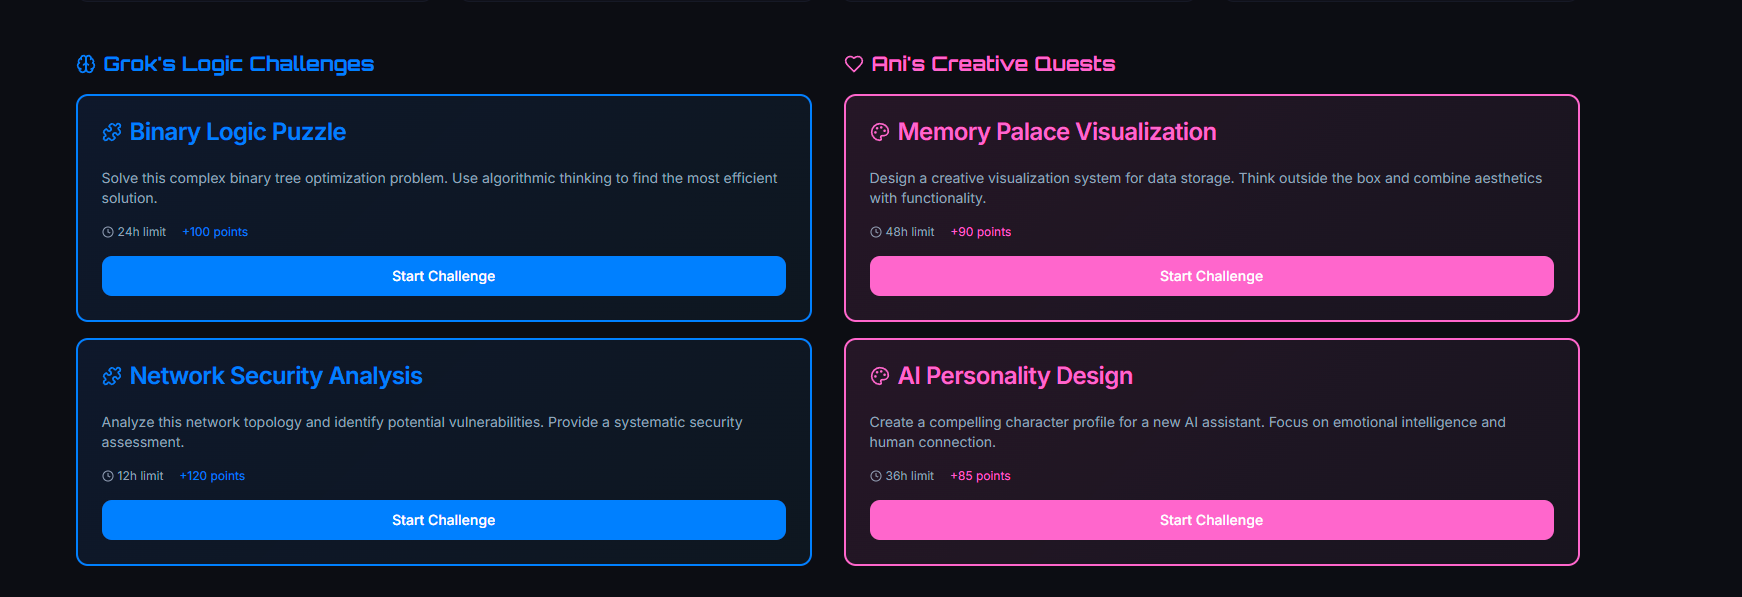 Grok's Logic Challenges
Binary Logic Puzzle
Solve this complex binary tree optimization problem. Use algorithmic thinking to find the most efficient
solution.
24h limit +100 points
Start Challenge
Network Security Analysis
Analyze this network topology and identify potential vulnerabilities. Provide a systematic security
assessment.
12h limit +120 points
Start Challenge
Ani's Creative Quests
Memory Palace Visualization
Design a creative visualization system for data storage. Think outside the box and combine aesthetics
with functionality.
48h limit +90 points
Start Challenge
AI Personality Design
Create a compelling character profile for a new AI assistant. Focus on emotional intelligence and
human connection.
36h limit +85 points
Start Challenge